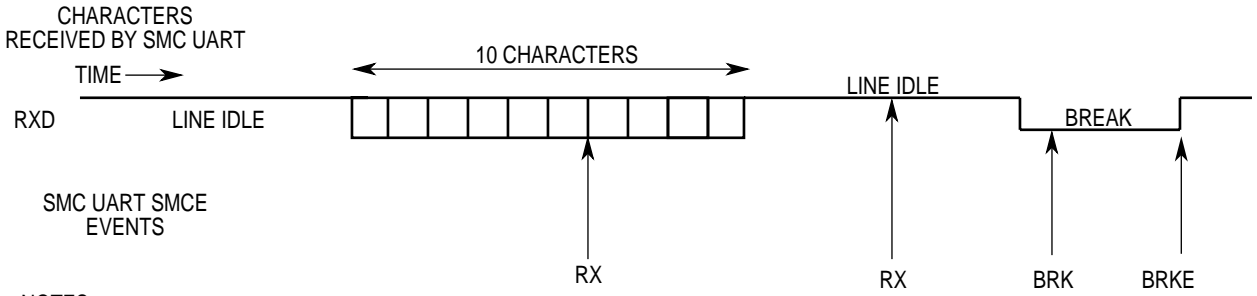 CHARACTERS
RECEIVED BY SMC UART
10 CHARACTERS
TIME
LINE IDLE
RXD
LINE IDLE
BREAK
SMC UART SMCE
EVENTS
RX
RX
BRK
BRKE